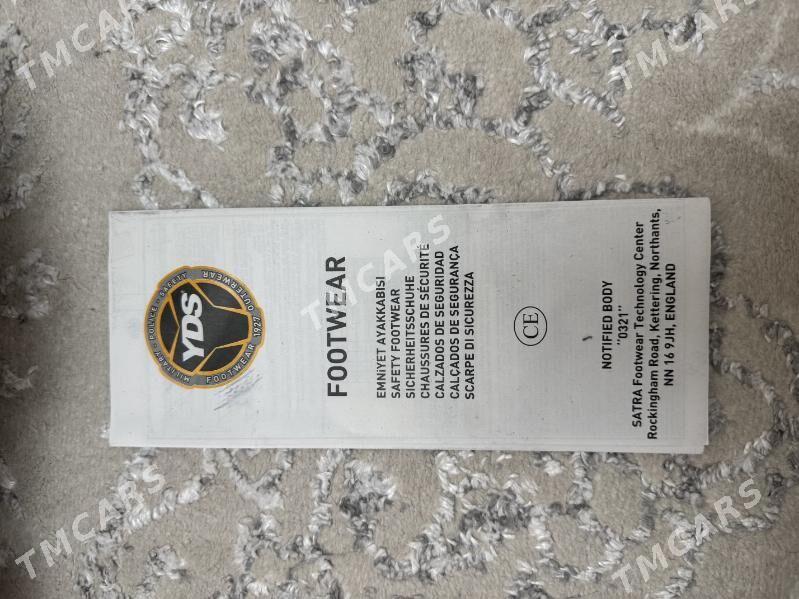 MILITARY · POLICE · SAFETY
YDS
FOOTWEAR 1927 OUTERWEAR
FOOTWEAR
EMNİYET AYAKKABISI
SAFETY FOOTWEAR
SICHERHEITSSCHUHE
CHAUSSURES DE SÉCURITÉ
CALZADOS DE SEGURIDAD
CALÇADOS DE SEGURANÇA
SCARPE DI SICUREZZA
CE
NOTIFIED BODY
"0321"
SATRA Footwear Technology Center
Rockingham Road, Kettering, Northants,
NN 16 9JH, ENGLAND
TMCARS
TMCARS
TMCARS
TMCARS
TMCARS